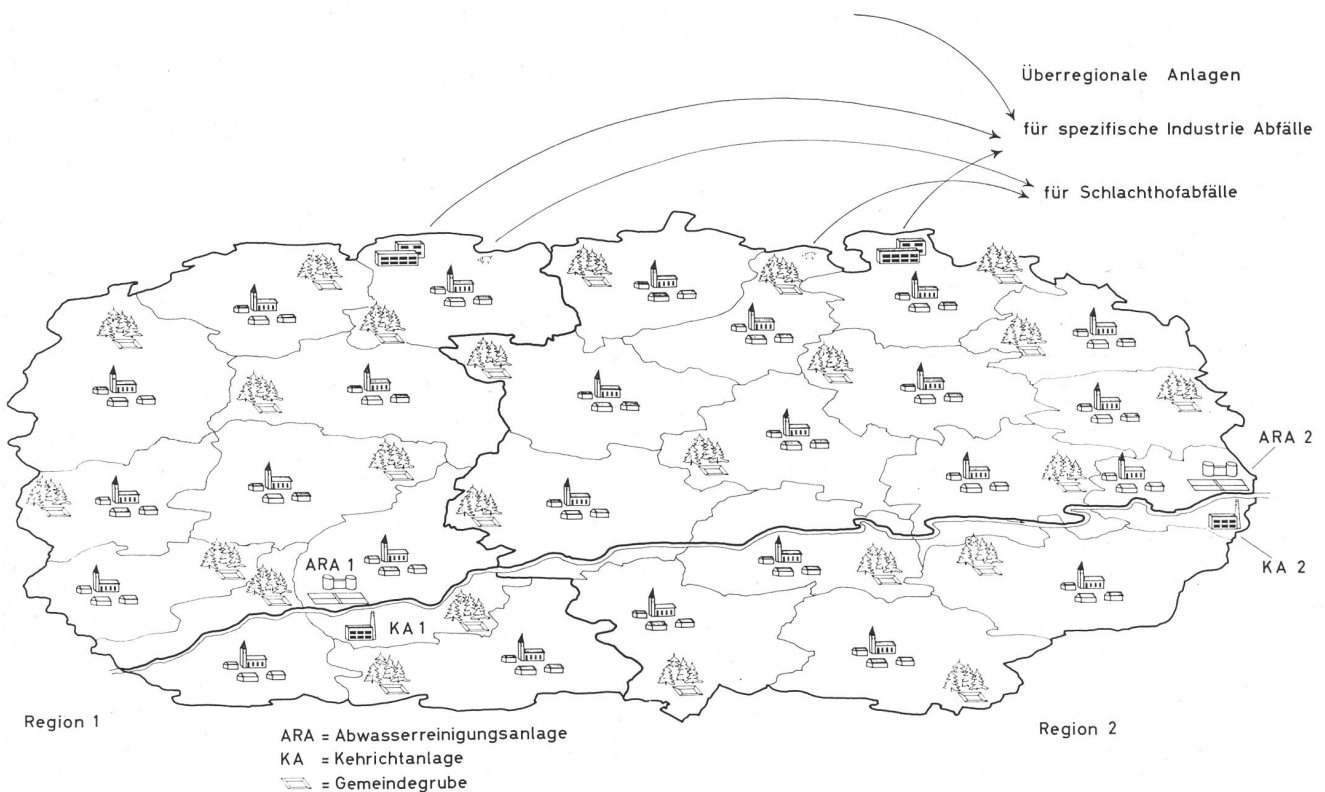 Überregionale Anlagen
für spezifische Industrie Abfälle
für Schlachthofabfälle
ARA 2
KA 2
ARA 1
KA 1
Region 1
Region 2
ARA = Abwasserreinigungsanlage
KA = Kehrichtanlage
= Gemeindegrube